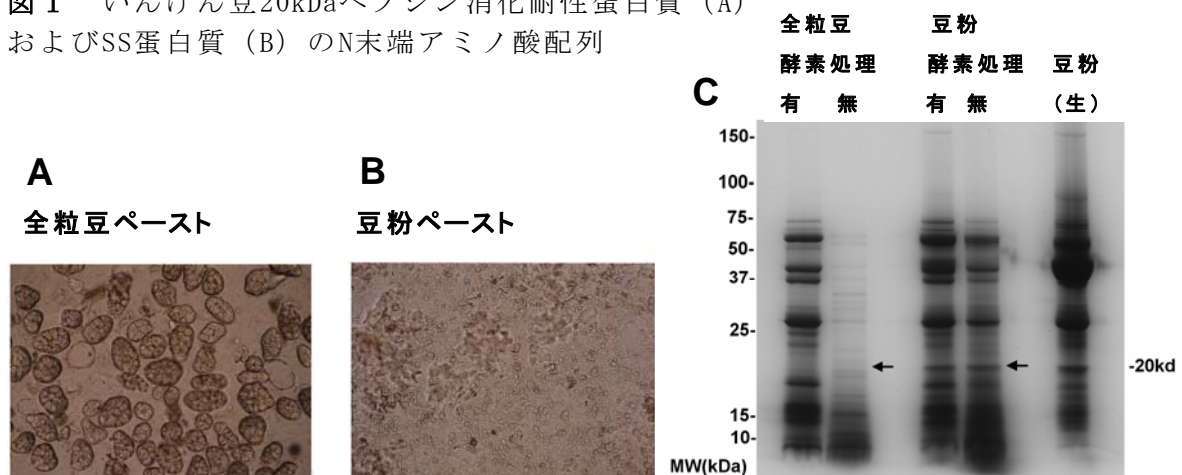 図1 いんげん豆20kDaペプシン消化耐性蛋白質（A）
およびSS蛋白質（B）のN末端アミノ酸配列
A
全粒豆ペースト
B
豆粉ペースト
C
全粒豆 豆粉
酵素処理 酵素処理 豆粉
有 無 有 無 （生）
150-
100-
75-
50-
37-
25-
-20kd
15-
10-
MW(kDa)